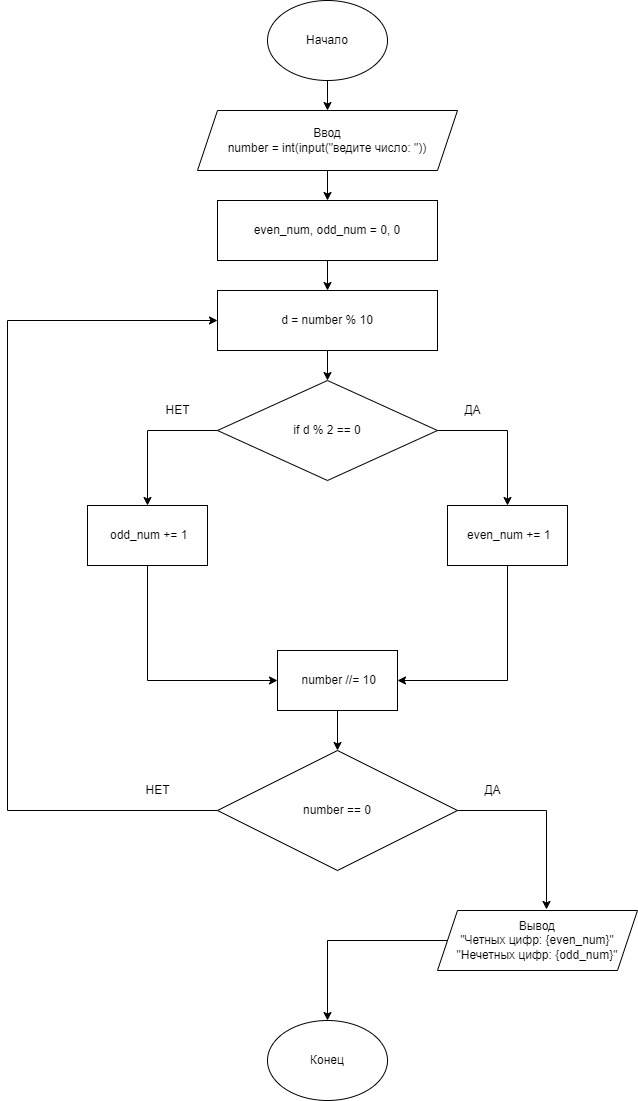 Начало
Ввод
number = int(input("ведите число: "))
even_num, odd_num = 0, 0
d = number % 10
НЕТ
ДА
if d % 2 == 0
odd_num += 1
even_num += 1
number //= 10
НЕТ
ДА
number == 0
Вывод
"Четных цифр: {even_num}"
"Нечетных цифр: {odd_num}"
Конец